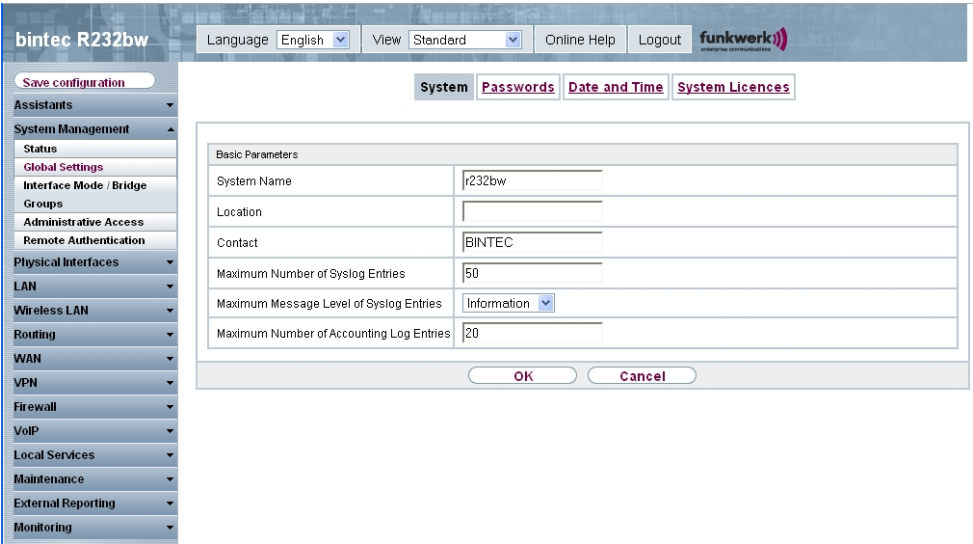 bintec R232bw
Language English View Standard Online Help Logout funkwerk
enterprise communications
Save configuration
Assistants
System Management
Status
Global Settings
Interface Mode / Bridge
Groups
Administrative Access
Remote Authentication
Physical Interfaces
LAN
Wireless LAN
Routing
WAN
VPN
Firewall
VoIP
Local Services
Maintenance
External Reporting
Monitoring
System Passwords Date and Time System Licences
Basic Parameters
System Name r232bw
Location
Contact BINTEC
Maximum Number of Syslog Entries 50
Maximum Message Level of Syslog Entries Information
Maximum Number of Accounting Log Entries 20
OK Cancel